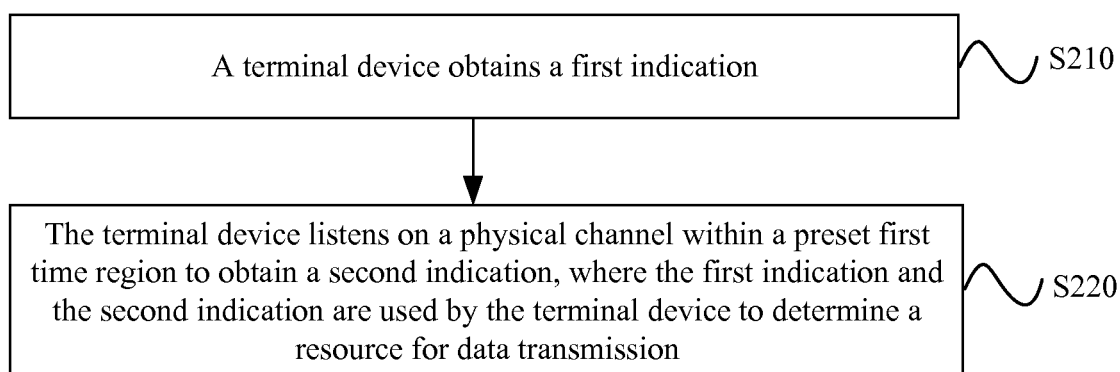 A terminal device obtains a first indication
S210
The terminal device listens on a physical channel within a preset first
time region to obtain a second indication, where the first indication and
the second indication are used by the terminal device to determine a
resource for data transmission
S220